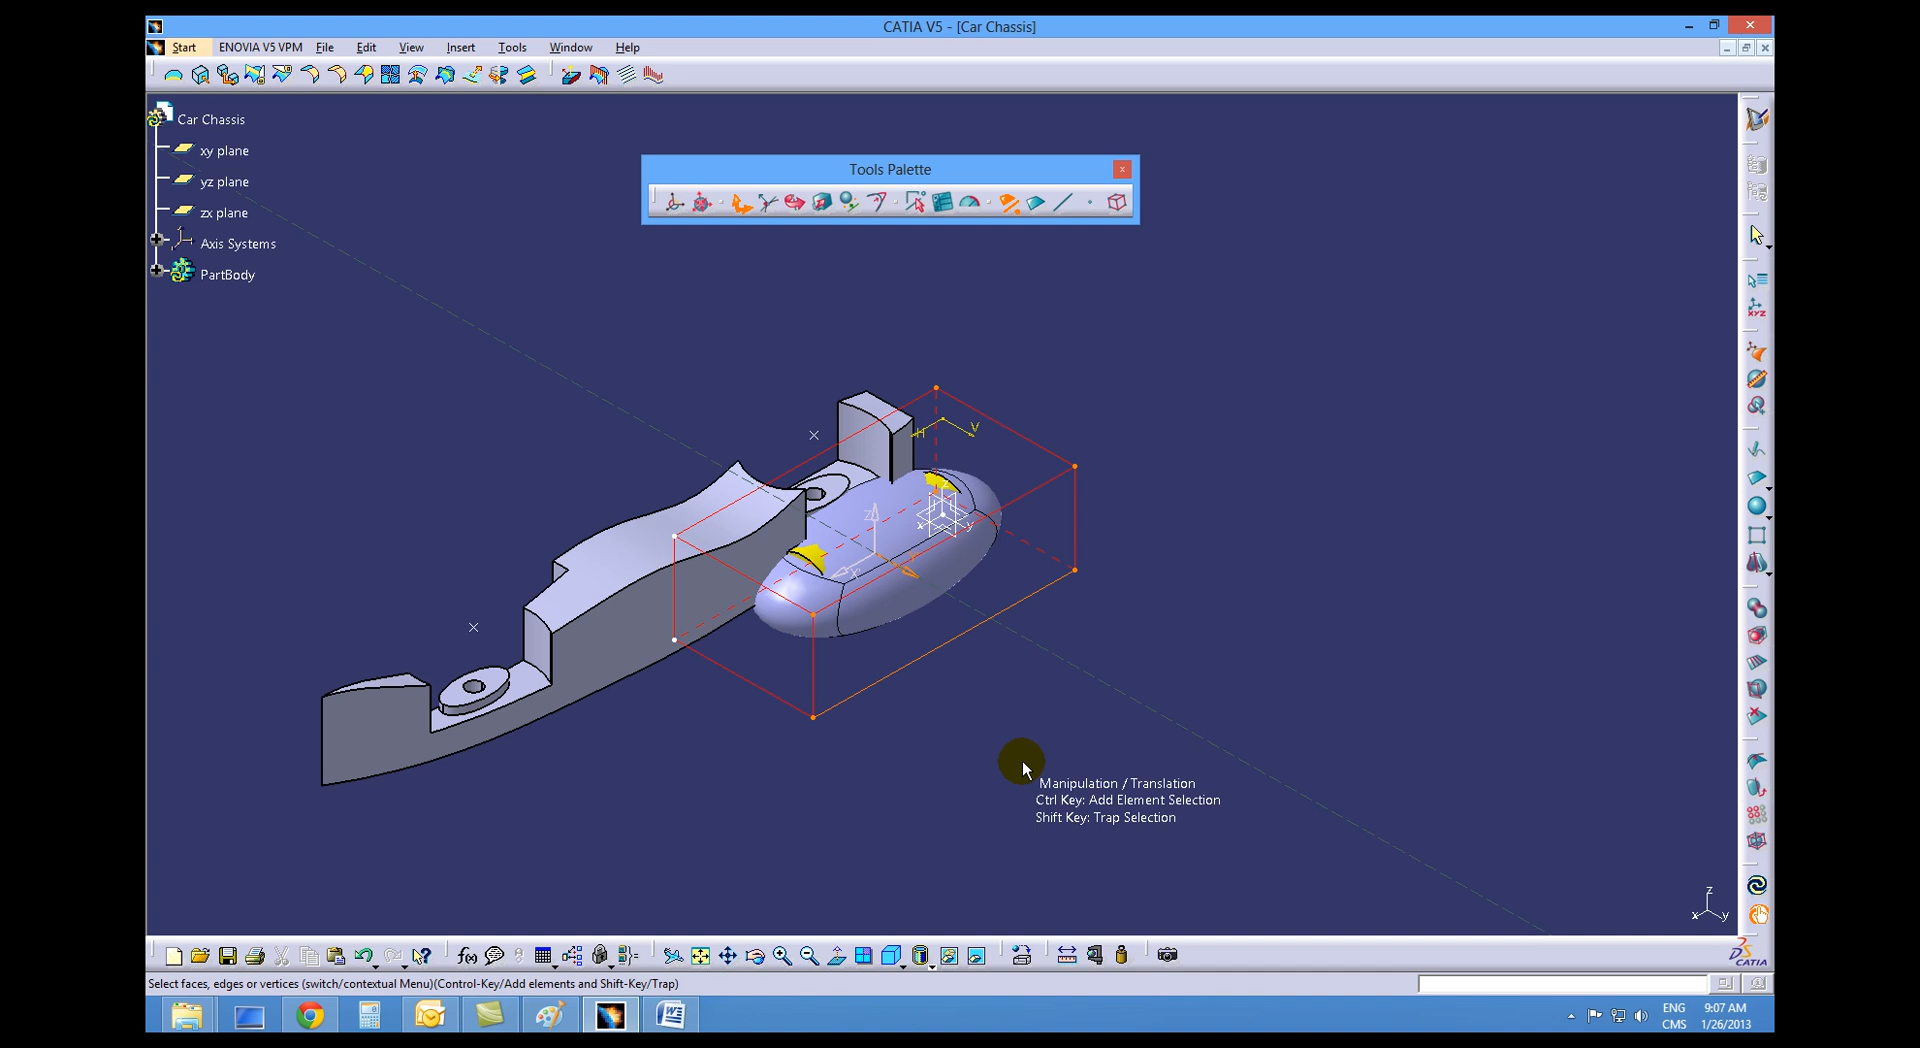 CATIA V5 - [Car Chassis]
Start ENOVIA V5 VPM File Edit View Insert Tools Window Help
Car Chassis
xy plane
yz plane
zx plane
Axis Systems
PartBody
Tools Palette
H
V
z
x
y
Z
X
Manipulation / Translation
Ctrl Key: Add Element Selection
Shift Key: Trap Selection
xyz
z
x y
f(x)
CATIA
Select faces, edges or vertices (switch/contextual Menu)(Control-Key/Add elements and Shift-Key/Trap)
ENG 9:07 AM
CMS 1/26/2013